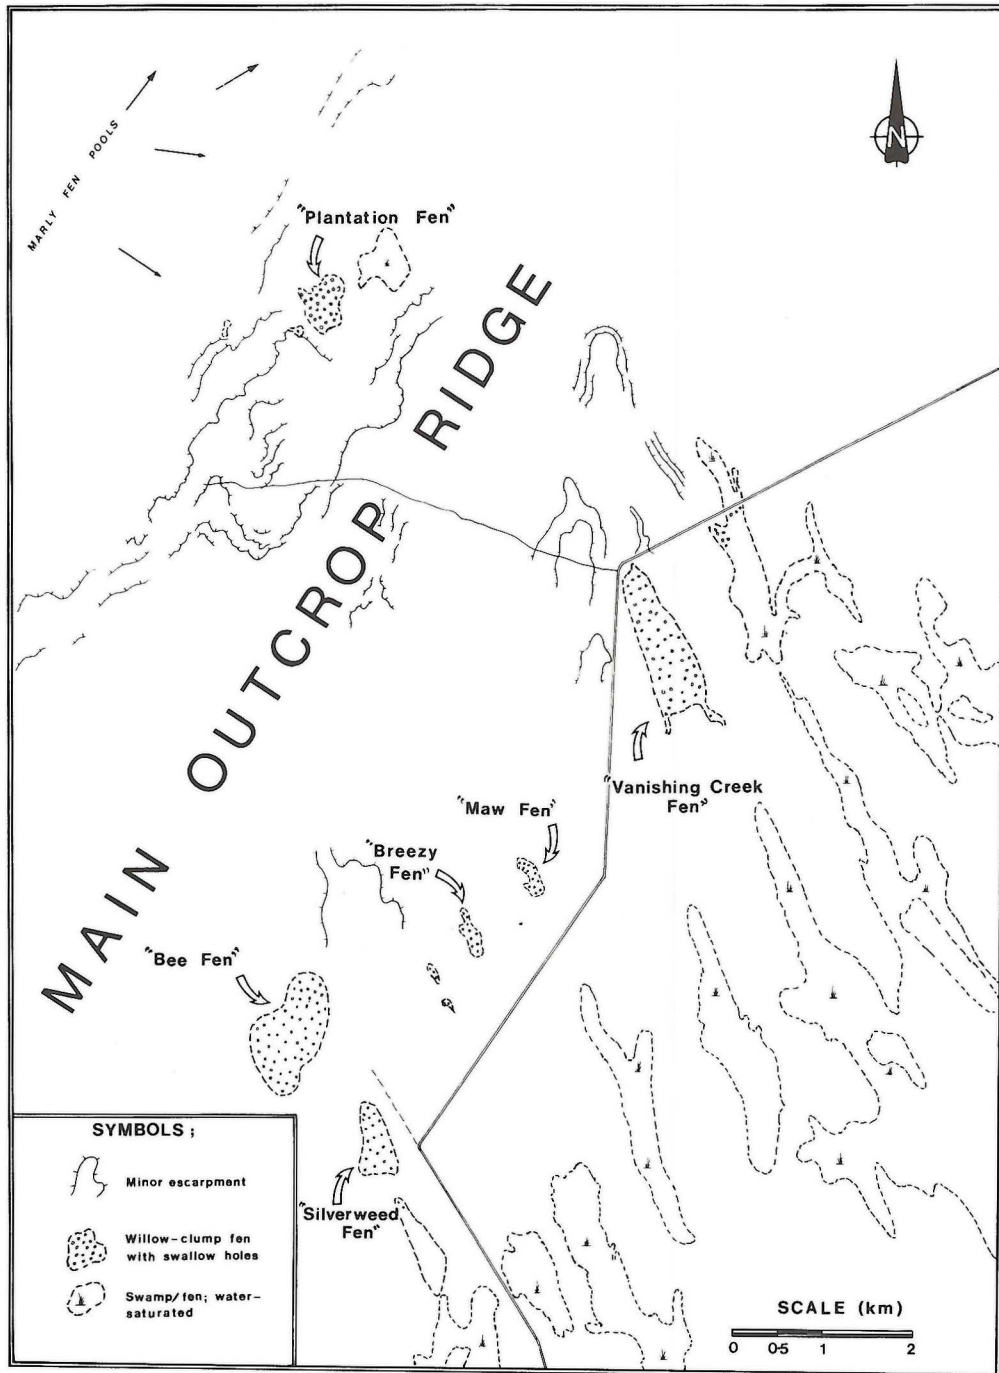 MARLY FEN POOLS
N
"Plantation Fen"
MAIN OUTCROP RIDGE
"Vanishing Creek
Fen"
"Maw Fen"
"Breezy
Fen"
"Bee Fen"
"Silverweed
Fen"
SYMBOLS ;
Minor escarpment
Willow-clump fen
with swallow holes
Swamp/fen; water-
saturated
SCALE (km)
0 0·5 1 2